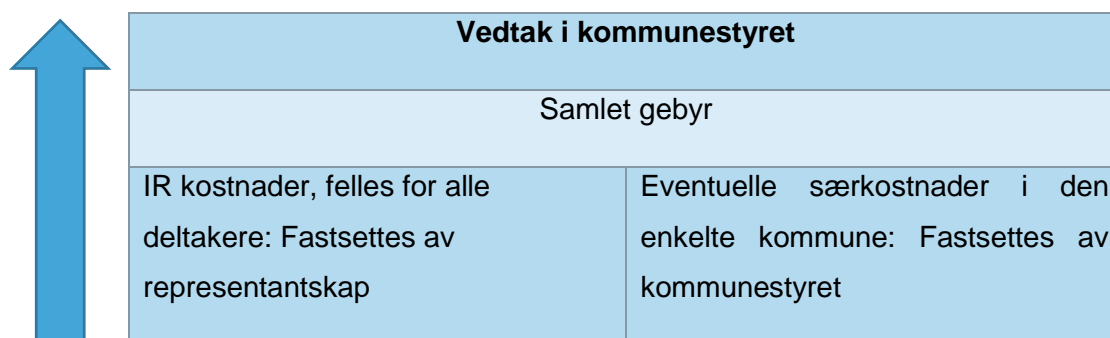 Vedtak i kommunestyret
Samlet gebyr
IR kostnader, felles for alle
deltakere: Fastsettes av
representantskap
Eventuelle særkostnader i den
enkelte kommune: Fastsettes av
kommunestyret